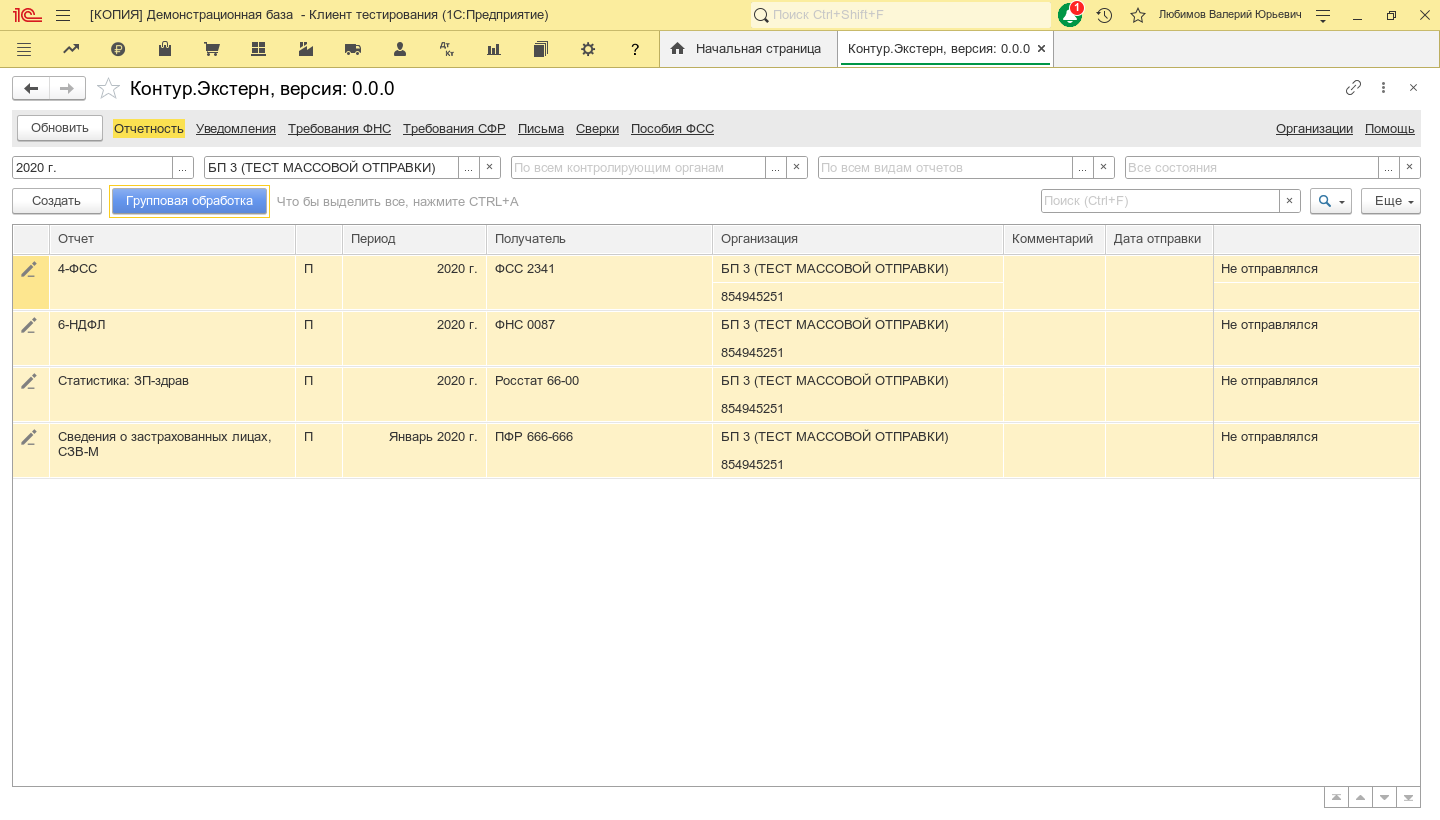 1С [КОПИЯ] Демонстрационная база - Клиент тестирования (1С:Предприятие) Поиск Ctrl+Shift+F 1 Любимов Валерий Юрьевич
Дт Кт ? Начальная страница Контур.Экстерн, версия: 0.0.0 ×
Контур.Экстерн, версия: 0.0.0
Обновить Отчетность Уведомления Требования ФНС Требования СФР Письма Сверки Пособия ФСС Организации Помощь
2020 г. ... БП 3 (ТЕСТ МАССОВОЙ ОТПРАВКИ) ... × По всем контролирующим органам ... × По всем видам отчетов ... × Все состояния ... ×
Создать Групповая обработка Что бы выделить все, нажмите CTRL+A Поиск (Ctrl+F) × Еще
Отчет Период Получатель Организация Комментарий Дата отправки
4-ФСС П 2020 г. ФСС 2341 БП 3 (ТЕСТ МАССОВОЙ ОТПРАВКИ) Не отправлялся
854945251
6-НДФЛ П 2020 г. ФНС 0087 БП 3 (ТЕСТ МАССОВОЙ ОТПРАВКИ) Не отправлялся
854945251
Статистика: ЗП-здрав П 2020 г. Росстат 66-00 БП 3 (ТЕСТ МАССОВОЙ ОТПРАВКИ) Не отправлялся
854945251
Сведения о застрахованных лицах, П Январь 2020 г. ПФР 666-666 БП 3 (ТЕСТ МАССОВОЙ ОТПРАВКИ) Не отправлялся
СЗВ-М
854945251